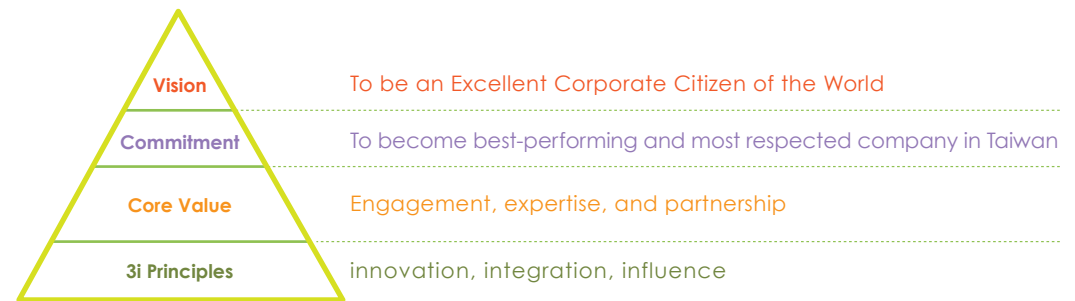 Vision To be an Excellent Corporate Citizen of the World
Commitment To become best-performing and most respected company in Taiwan
Core Value Engagement, expertise, and partnership
3i Principles innovation, integration, influence